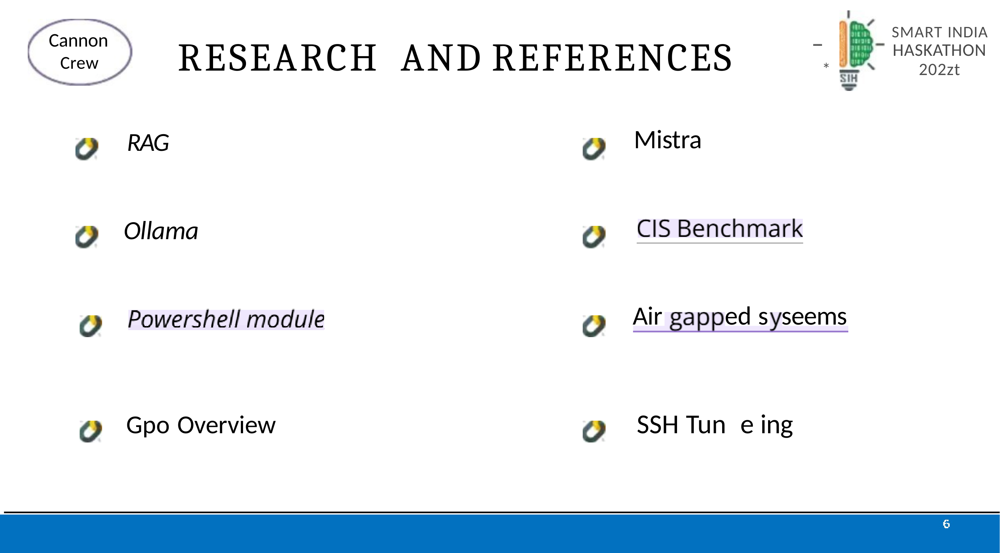 Cannon
Crew
RESEARCH AND REFERENCES
SMART INDIA
HASKATHON
202zt
SIH
RAG
Mistra
Ollama
CIS Benchmark
Powershell module
Air gapped syseems
Gpo Overview
SSH Tun e ing
6